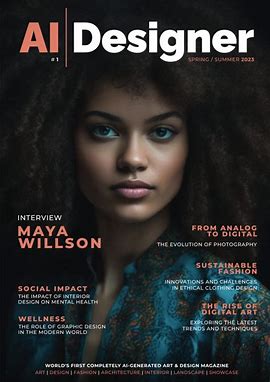 AI Designer
#1
SPRING / SUMMER 2023
INTERVIEW
MAYA
WILLSON
FROM ANALOG
TO DIGITAL
THE EVOLUTION OF PHOTOGRAPHY
SUSTAINABLE
FASHION
INNOVATIONS AND CHALLENGES
IN ETHICAL CLOTHING DESIGN
SOCIAL IMPACT
THE IMPACT OF INTERIOR
DESIGN ON MENTAL HEALTH
THE RISE OF
DIGITAL ART
EXPLORING THE LATEST
TRENDS AND TECHNIQUES
WELLNESS
THE ROLE OF GRAPHIC DESIGN
IN THE MODERN WORLD
WORLD'S FIRST COMPLETELY AI-GENERATED ART & DESIGN MAGAZINE
ART | DESIGN | FASHION | ARCHITECTURE | INTERIOR | LANDSCAPE | SHOWCASE